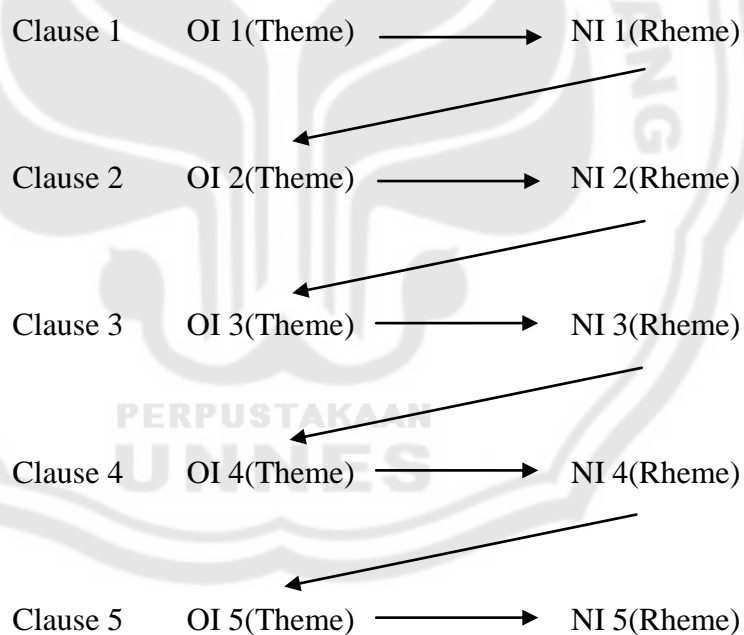 Clause 1 OI 1(Theme) NI 1(Rheme)
Clause 2 OI 2(Theme) NI 2(Rheme)
Clause 3 OI 3(Theme) NI 3(Rheme)
PERPUSTAKAAN
Clause 4 OI 4(Theme) NI 4(Rheme)
UNNES
Clause 5 OI 5(Theme) NI 5(Rheme)